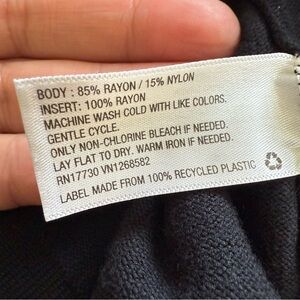 BODY : 85% RAYON / 15% NYLON
INSERT: 100% RAYON
MACHINE WASH COLD WITH LIKE COLORS.
GENTLE CYCLE.
ONLY NON-CHLORINE BLEACH IF NEEDED.
LAY FLAT TO DRY. WARM IRON IF NEEDED.
RN17730 VN1268582
LABEL MADE FROM 100% RECYCLED PLASTIC